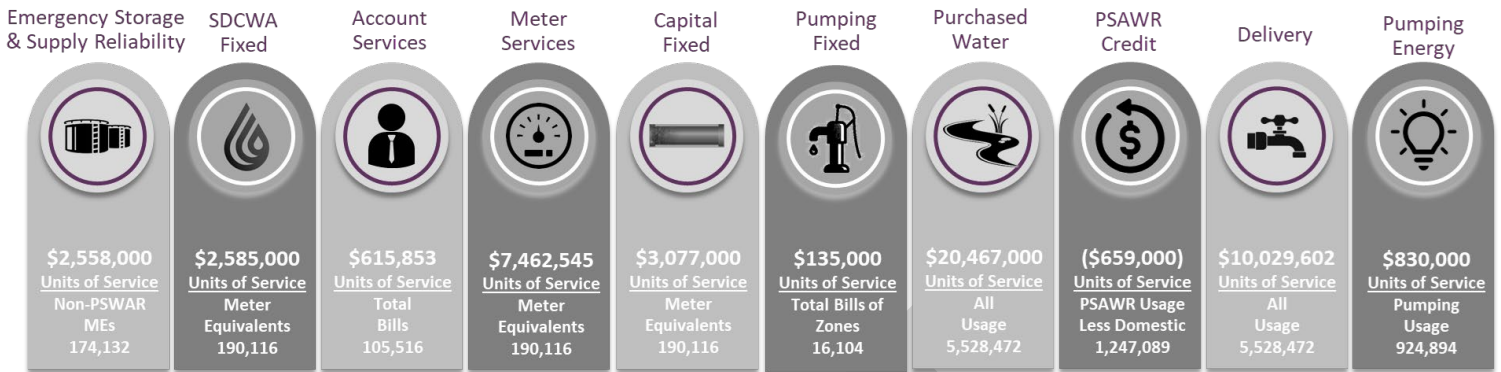 Emergency Storage
& Supply Reliability
SDCWA
Fixed
Account
Services
Meter
Services
Capital
Fixed
Pumping
Fixed
Purchased
Water
PSAWR
Credit
Delivery
Pumping
Energy
$2,558,000
Units of Service
Non-PSWAR
MEs
174,132
$2,585,000
Units of Service
Meter
Equivalents
190,116
$615,853
Units of Service
Total
Bills
105,516
$7,462,545
Units of Service
Meter
Equivalents
190,116
$3,077,000
Units of Service
Meter
Equivalents
190,116
$135,000
Units of Service
Total Bills of
Zones
16,104
$20,467,000
Units of Service
All
Usage
5,528,472
$
($659,000)
Units of Service
PSAWR Usage
Less Domestic
1,247,089
$10,029,602
Units of Service
All
Usage
5,528,472
$830,000
Units of Service
Pumping
Usage
924,894